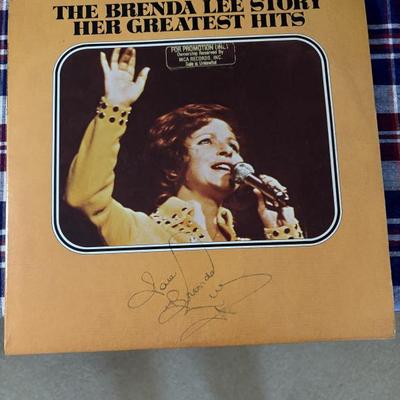 THE BRENDA LEE STORY
HER GREATEST HITS
FOR PROMOTION ONLY
Ownership Reserved By
MCA RECORDS, INC.
Sale is Unlawful
Love
Brenda
Lee